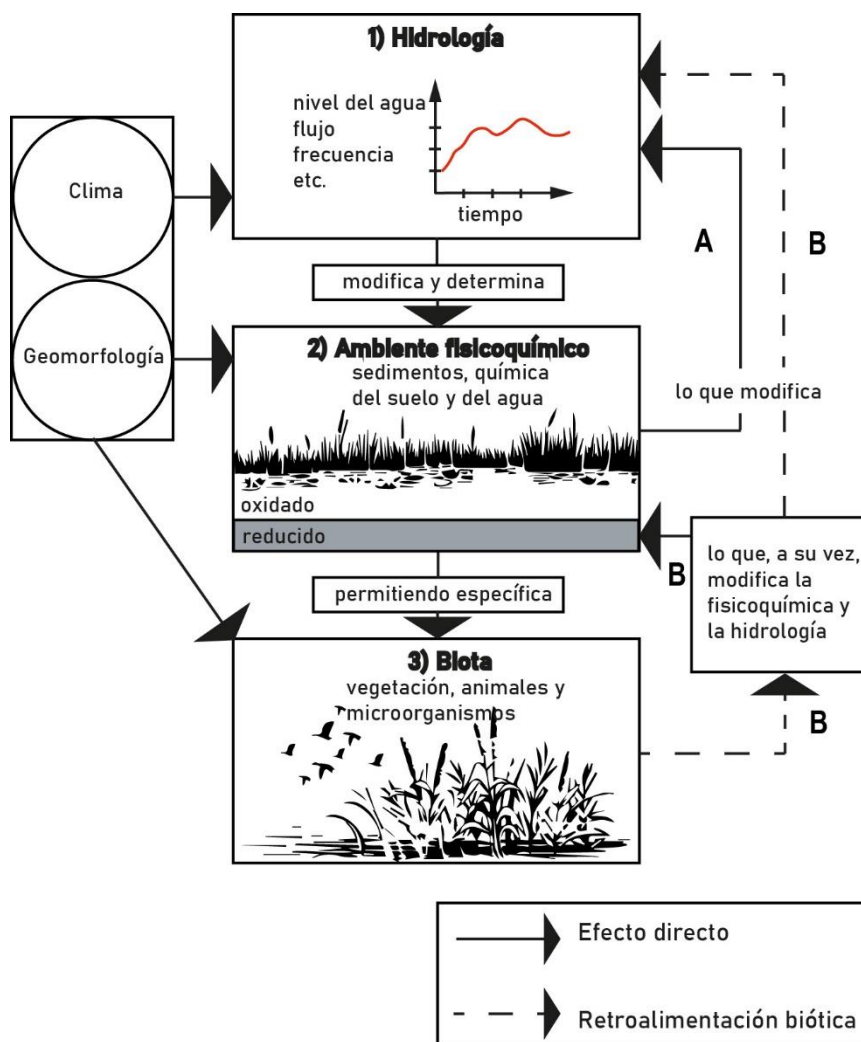 1) Hidrología
nivel del agua
flujo
frecuencia
etc.
tiempo
Clima
Geomorfología
modifica y determina
2) Ambiente fisicoquímico
sedimentos, química
del suelo y del agua
oxidado
reducido
A
B
lo que modifica
permitiendo específica
B
lo que, a su vez,
modifica la
fisicoquímica y
la hidrología
3) Biota
vegetación, animales y
microorganismos
B
Efecto directo
Retroalimentación biótica